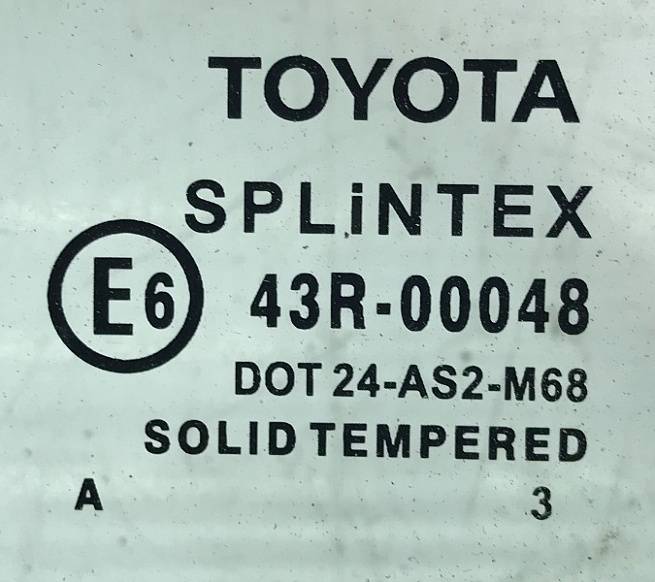 TOYOTA
SPLiNTEX
E6 43R-00048
DOT 24-AS2-M68
SOLID TEMPERED
A 3